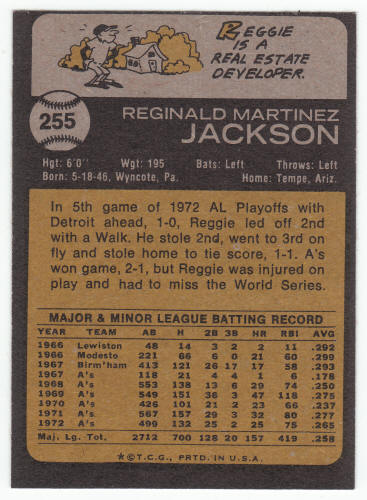 REGGIE
IS A
REAL ESTATE
DEVELOPER.
255
REGINALD MARTINEZ
JACKSON
Hgt: 6'0" Wgt: 195 Bats: Left Throws: Left
Born: 5-18-46, Wyncote, Pa. Home: Tempe, Ariz.
In 5th game of 1972 AL Playoffs with
Detroit ahead, 1-0, Reggie led off 2nd
with a Walk. He stole 2nd, went to 3rd on
fly and stole home to tie score, 1-1. A's
won game, 2-1, but Reggie was injured on
play and had to miss the World Series.
MAJOR & MINOR LEAGUE BATTING RECORD
YEAR TEAM AB H 2B 3B HR RBI AVG
1966 Lewiston 48 14 3 2 2 11 .292
1966 Modesto 221 66 6 0 21 60 .299
1967 Birm'ham 413 121 26 17 17 58 .293
1967 A's 118 21 4 4 1 6 .178
1968 A's 553 138 13 6 29 74 .250
1969 A's 549 151 36 3 47 118 .275
1970 A's 426 101 21 2 23 66 .237
1971 A's 567 157 29 3 32 80 .277
1972 A's 499 132 25 2 25 75 .265
Maj. Lg. Tot. 2712 700 128 20 157 419 .258
★©T.C.G., PRTD. IN U.S.A.